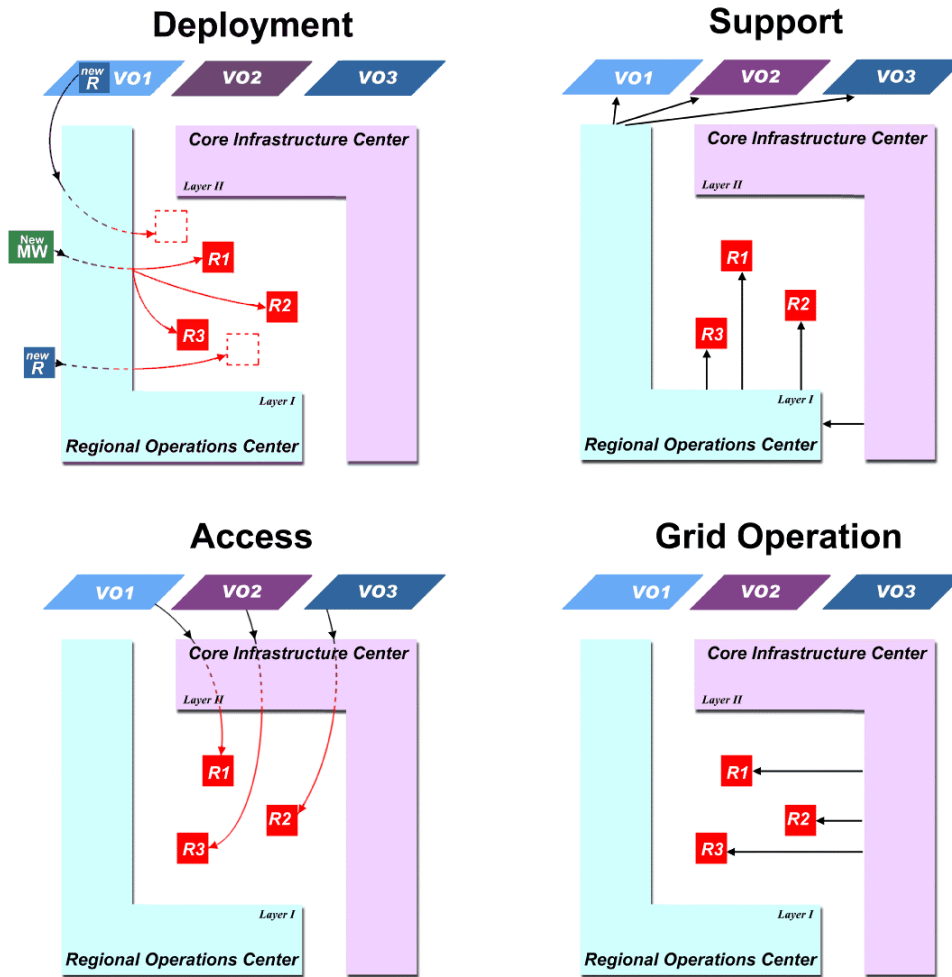 Deployment
new
R
VO1
VO2
VO3
Core Infrastructure Center
Layer II
New
MW
R1
R2
R3
new
R
Layer I
Regional Operations Center
Support
VO1
VO2
VO3
Core Infrastructure Center
Layer II
R1
R2
R3
Layer I
Regional Operations Center
Access
VO1
VO2
VO3
Core Infrastructure Center
Layer II
R1
R2
R3
Layer I
Regional Operations Center
Grid Operation
VO1
VO2
VO3
Core Infrastructure Center
Layer II
R1
R2
R3
Layer I
Regional Operations Center